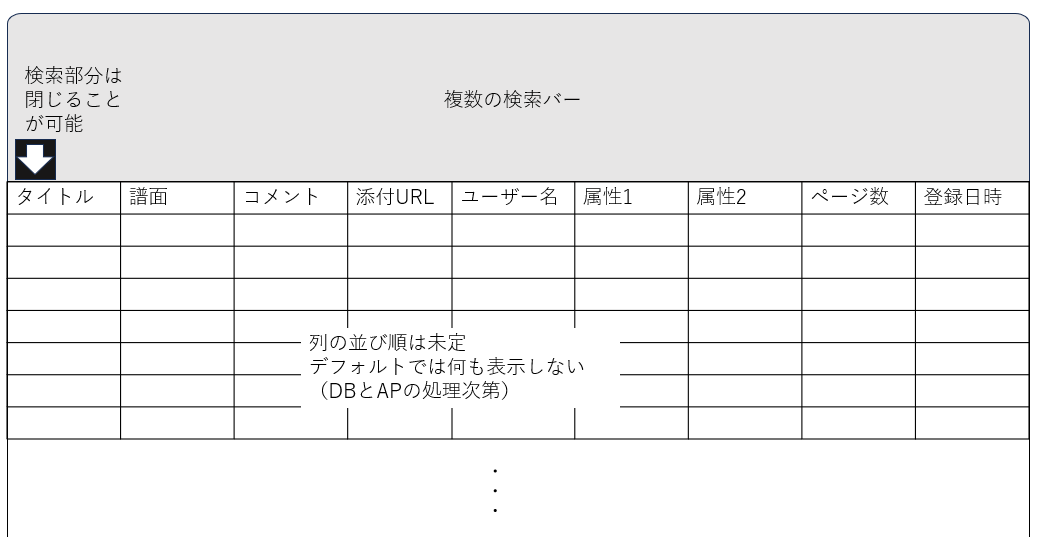 検索部分は
閉じること
が可能
複数の検索バー
タイトル 譜面 コメント 添付URL ユーザー名 属性1 属性2 ページ数 登録日時
列の並び順は未定
デフォルトでは何も表示しない
（DBとAPの処理次第）